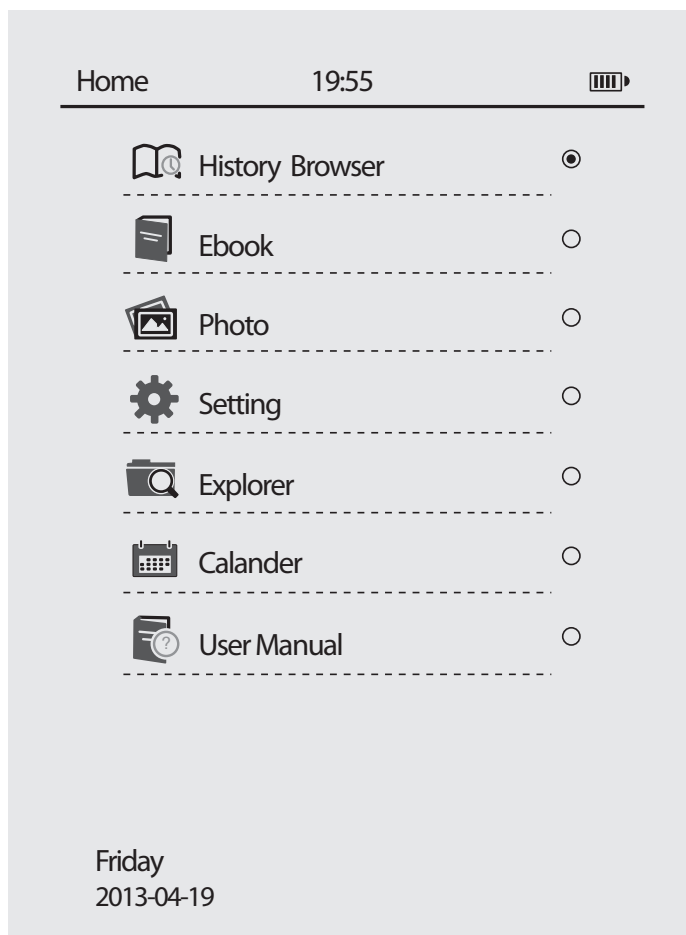 Home 19:55
History Browser
Ebook
Photo
Setting
Explorer
Calander
User Manual
?
Friday
2013-04-19